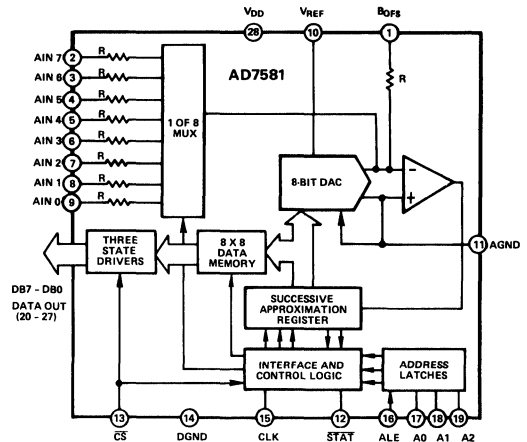 VDD VREF BOFS
28 10 1
AD7581
AIN 7 2 R
AIN 6 3 R
AIN 5 4 R
AIN 4 5 R
AIN 3 6 R
AIN 2 7 R
AIN 1 8 R
AIN 0 9 R
1 OF 8
MUX
R
8-BIT DAC
−
+
11 AGND
THREE
STATE
DRIVERS
8 X 8
DATA
MEMORY
DB7 - DB0
DATA OUT
(20 - 27)
SUCCESSIVE
APPROXIMATION
REGISTER
INTERFACE AND
CONTROL LOGIC
ADDRESS
LATCHES
13 14 15 12 16 17 18 19
CS DGND CLK STAT ALE A0 A1 A2